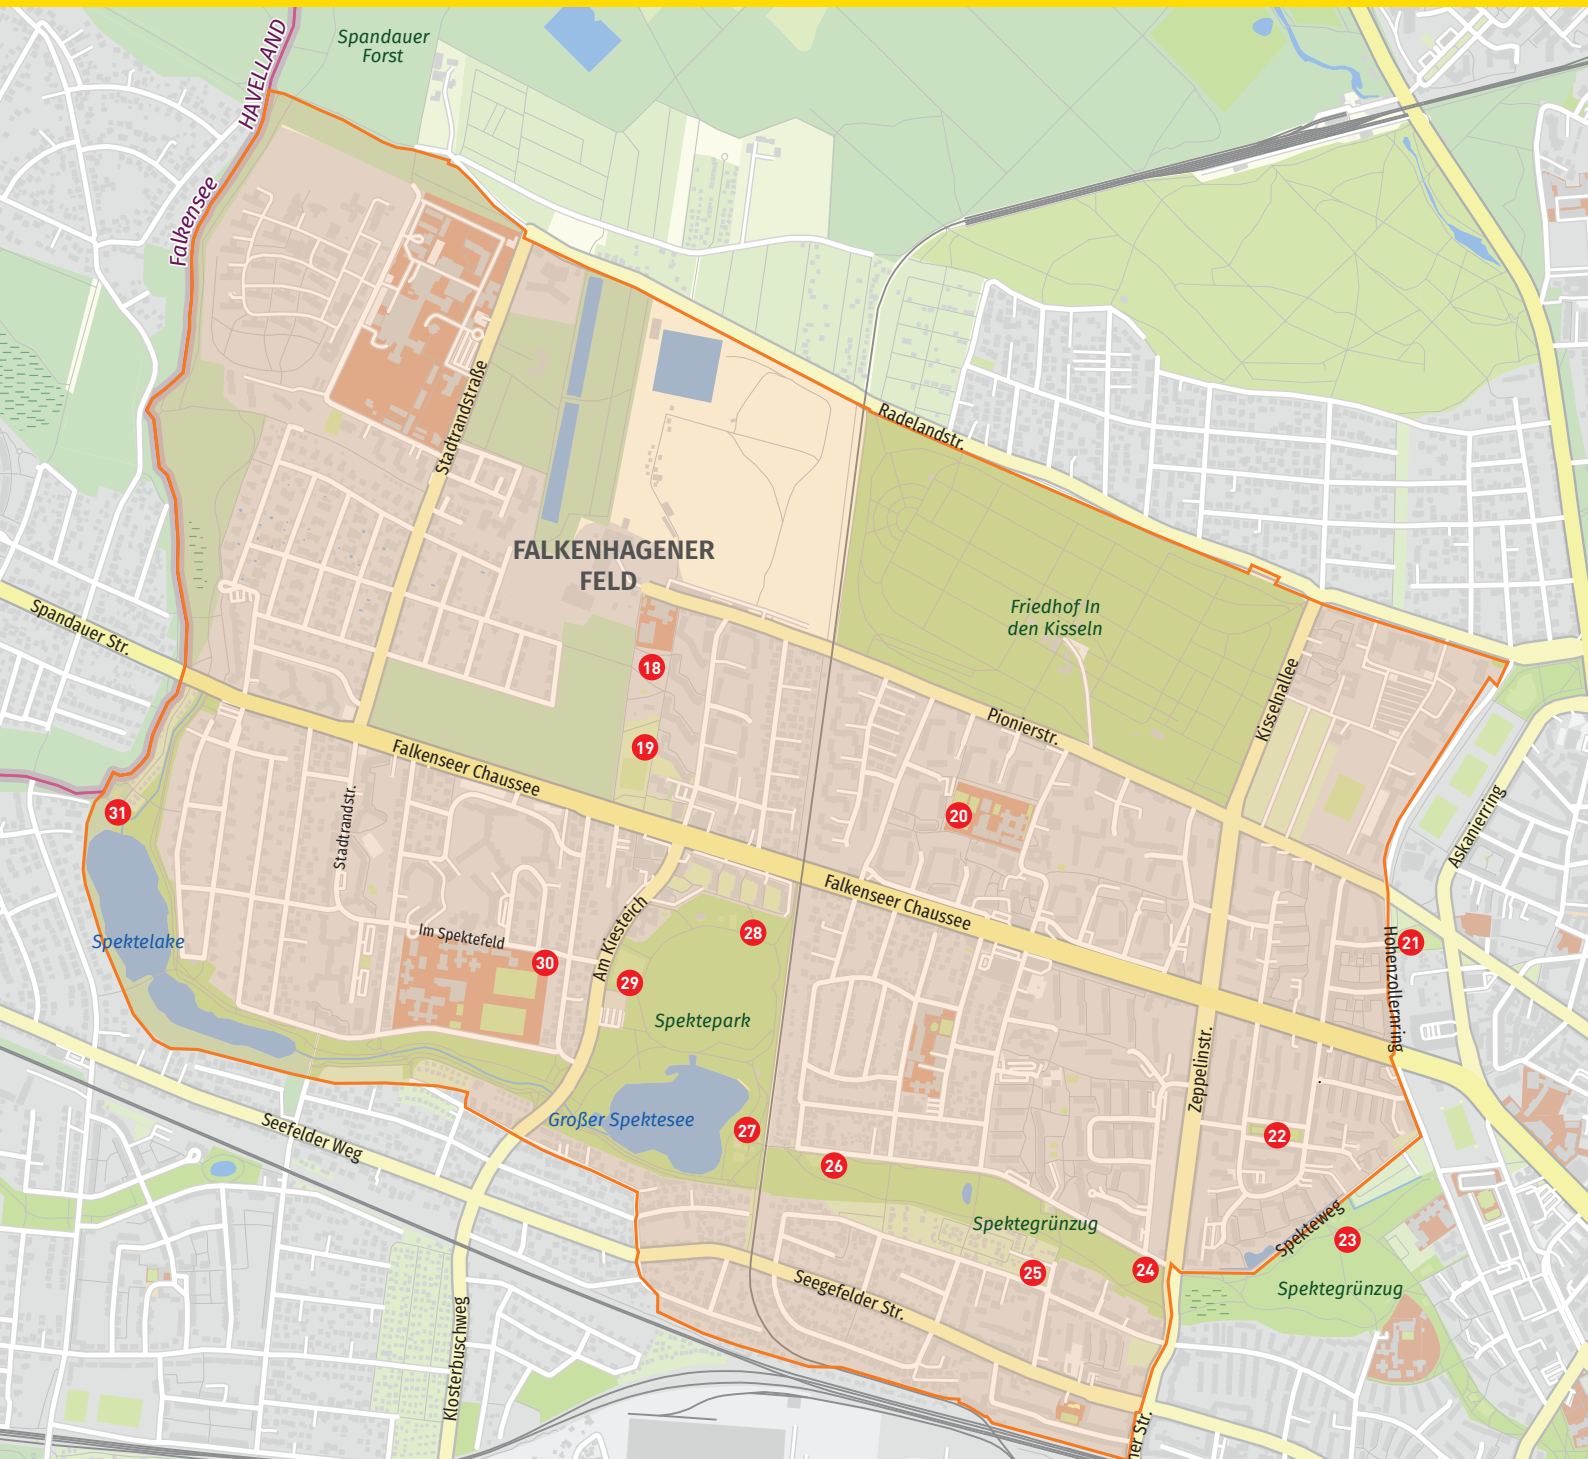 Spandauer
Forst
HAVELLAND
Falkensee
Stadtrandstraße
Radelandstr.
FALKENHAGENER
FELD
Friedhof In
den Kisseln
Spandauer Str.
18
Kisselnallee
Pionierstr.
19
Falkenseer Chaussee
Stadtrandstr.
31
20
Askanierring
Falkenseer Chaussee
Spektelake
Im Spektefeld
30
Am Kiesteich
28
29
21
Hohenzollernring
Spektepark
Zeppelinstr.
Seefelder Weg
Großer Spektesee
27
22
26
Spektegrünzug
Spekteweg
23
25
24
Spektegrünzug
Seegefelder Str.
Klosterbuschweg
ner Str.